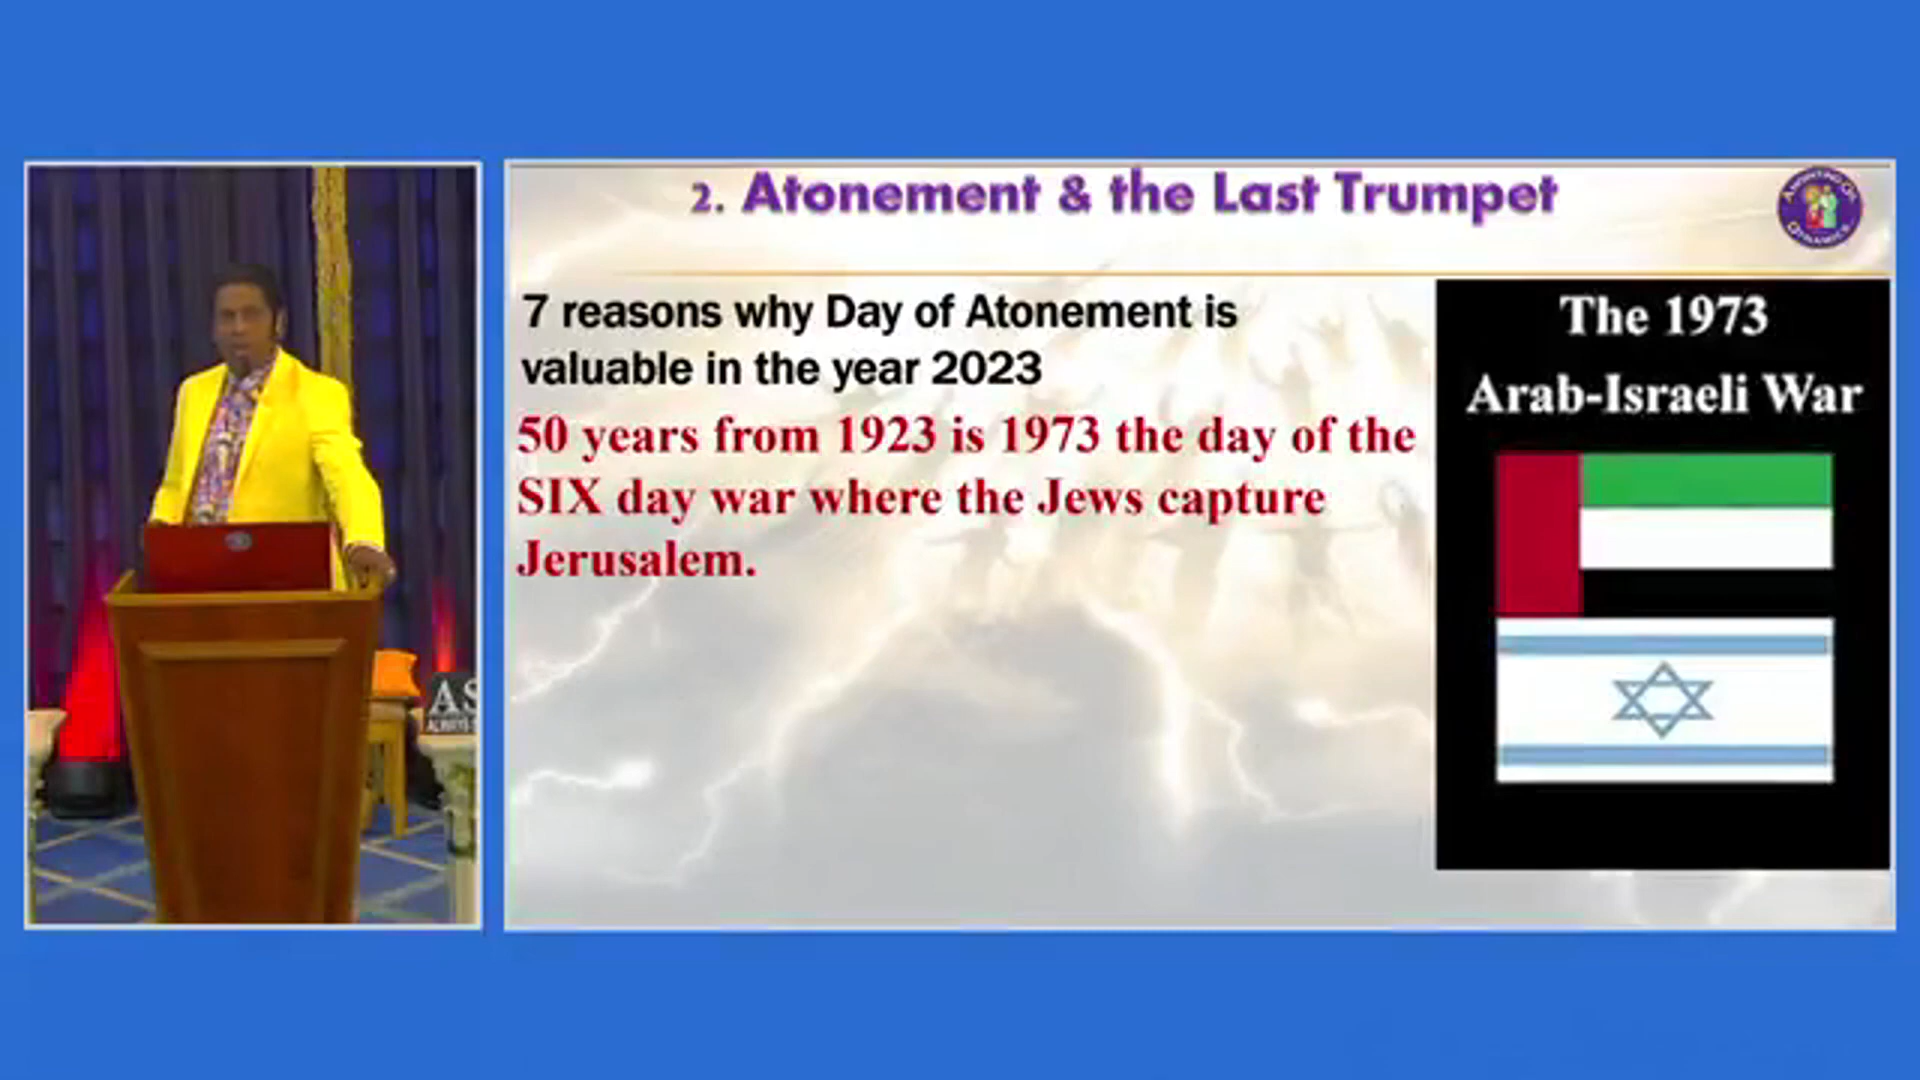 2. Atonement & the Last Trumpet
7 reasons why Day of Atonement is
valuable in the year 2023
50 years from 1923 is 1973 the day of the
SIX day war where the Jews capture
Jerusalem.
The 1973
Arab-Israeli War
AS